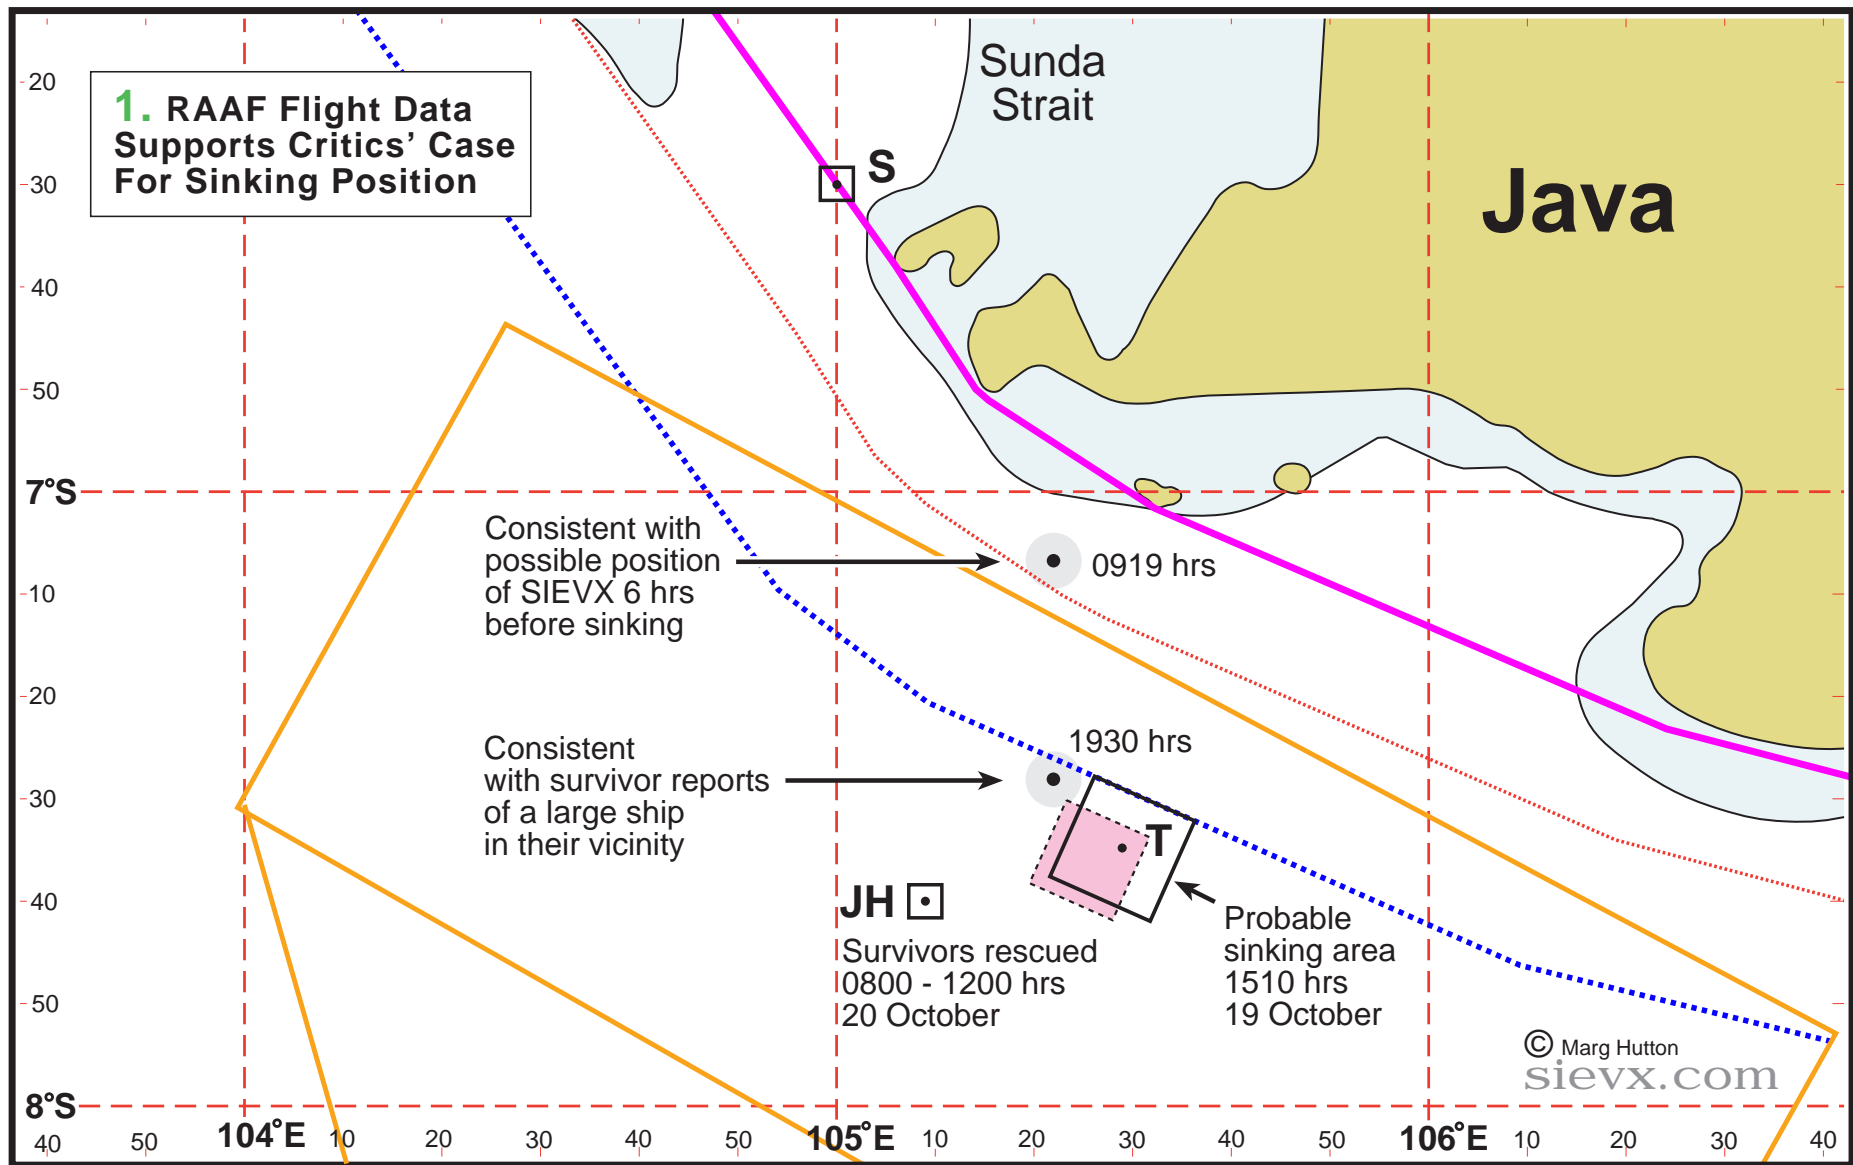 1. RAAF Flight Data
Supports Critics’ Case
For Sinking Position
Sunda
Strait
Java
S
20
30
40
50
7°S
10
20
30
40
50
8°S
Consistent with
possible position
of SIEVX 6 hrs
before sinking
0919 hrs
Consistent
with survivor reports
of a large ship
in their vicinity
1930 hrs
T
JH
Survivors rescued
0800 - 1200 hrs
20 October
Probable
sinking area
1510 hrs
19 October
© Marg Hutton
sievx.com
40 50 104°E 10 20 30 40 50 105°E 10 20 30 50 106°E 10 20 30 40